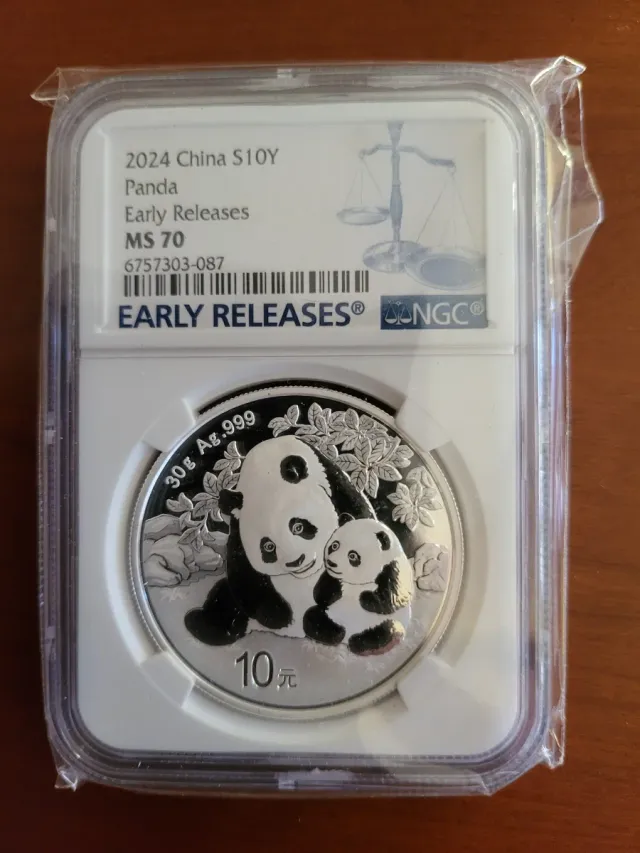 2024 China S10Y
Panda
Early Releases
MS 70
6757303-087
EARLY RELEASES® NGC®
30g Ag.999
10元